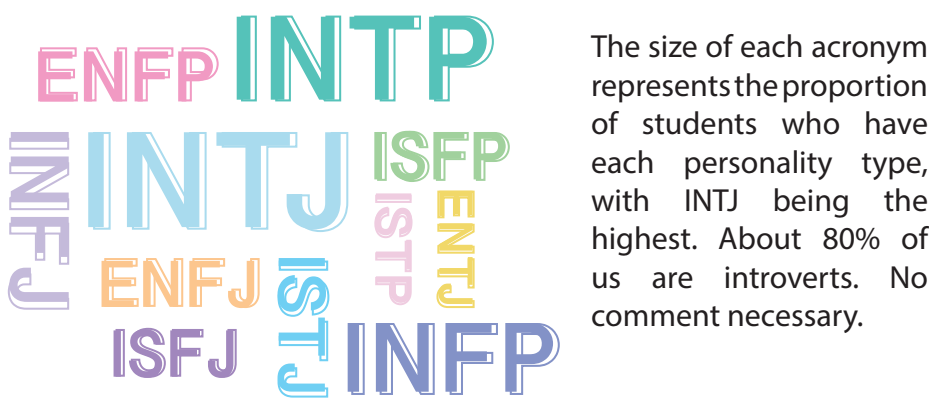 ENFP
INTP
INFJ
INTJ
ISFP
ISTP
ENTJ
ENFJ
ISTJ
ISFJ
INFP
The size of each acronym
represents the proportion
of students who have
each personality type,
with INTJ being the
highest. About 80% of
us are introverts. No
comment necessary.